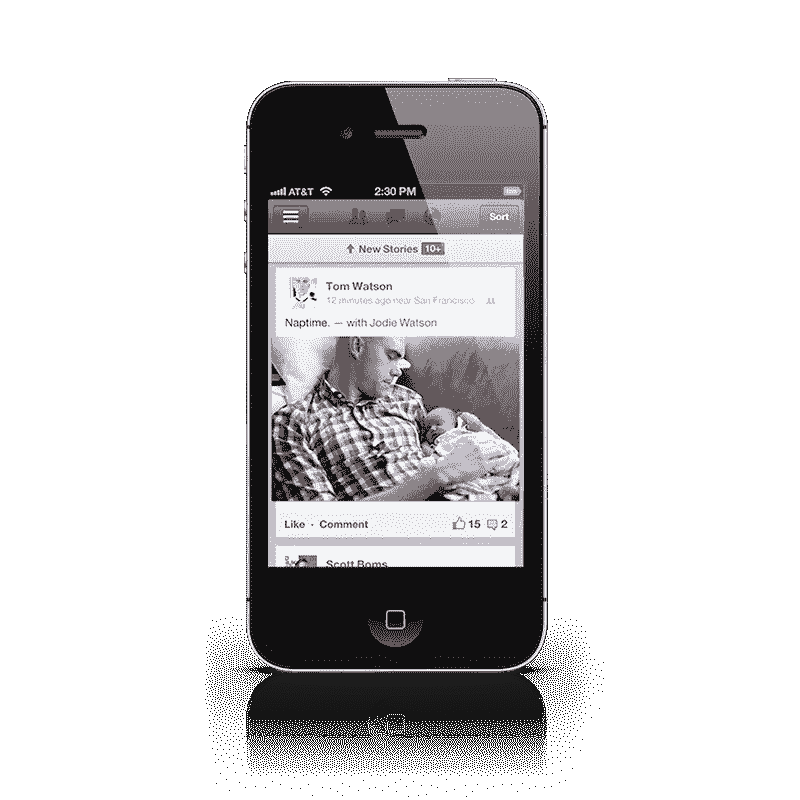 AT&T 2:30 PM
Sort
New Stories 10+
Tom Watson
12 minutes ago near San Francisco
Naptime. — with Jodie Watson
Like · Comment 15 2
Scott Boms